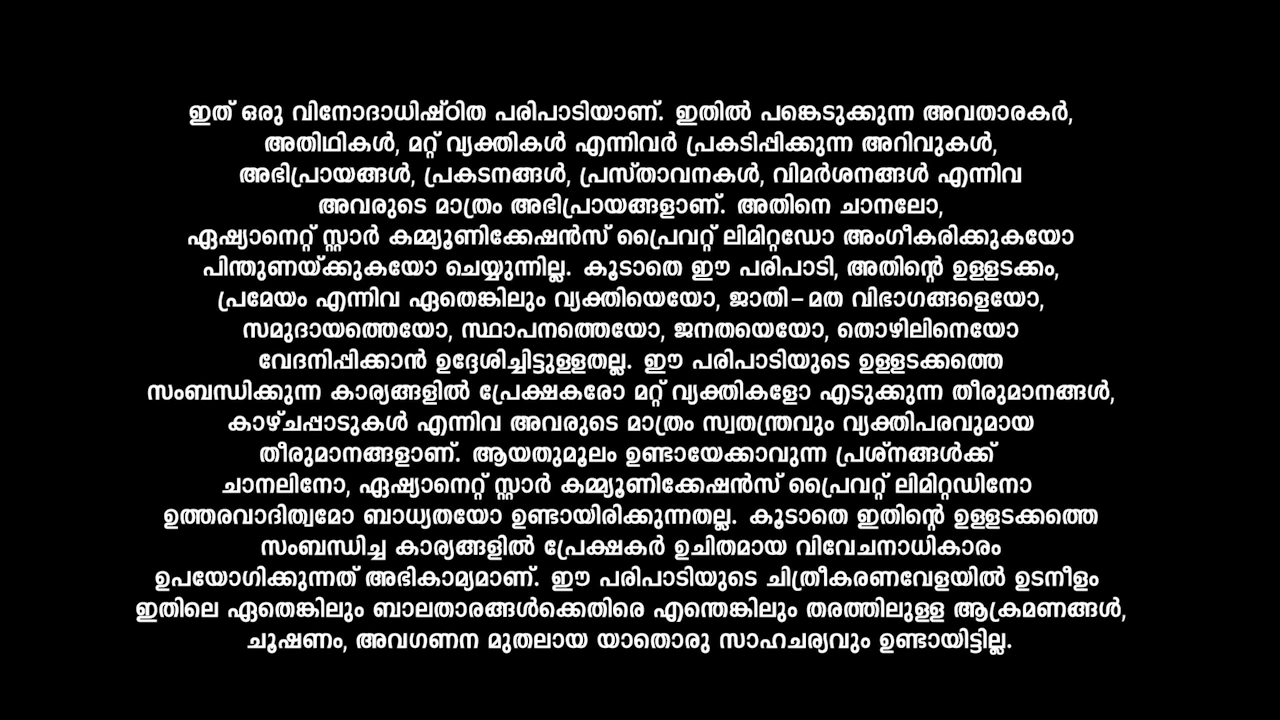 ഇത് ഒരു വിനോദാധിഷ്ഠിത പരിപാടിയാണ്. ഇതിൽ പങ്കെടുക്കുന്ന അവതാരകർ,
അതിഥികൾ, മറ്റ് വ്യക്തികൾ എന്നിവർ പ്രകടിപ്പിക്കുന്ന അറിവുകൾ,
അഭിപ്രായങ്ങൾ, പ്രകടനങ്ങൾ, പ്രസ്താവനകൾ, വിമർശനങ്ങൾ എന്നിവ
അവരുടെ മാത്രം അഭിപ്രായങ്ങളാണ്. അതിനെ ചാനലോ,
ഏഷ്യാനെറ്റ് സ്റ്റാർ കമ്മ്യൂണിക്കേഷൻസ് പ്രൈവറ്റ് ലിമിറ്റഡോ അംഗീകരിക്കുകയോ
പിന്തുണയ്ക്കുകയോ ചെയ്യുന്നില്ല. കൂടാതെ ഈ പരിപാടി, അതിന്റെ ഉള്ളടക്കം,
പ്രമേയം എന്നിവ ഏതെങ്കിലും വ്യക്തിയെയോ, ജാതി – മത വിഭാഗങ്ങളെയോ,
സമുദായത്തെയോ, സ്ഥാപനത്തെയോ, ജനതയെയോ, തൊഴിലിനെയോ
വേദനിപ്പിക്കാൻ ഉദ്ദേശിച്ചിട്ടുള്ളതല്ല. ഈ പരിപാടിയുടെ ഉള്ളടക്കത്തെ
സംബന്ധിക്കുന്ന കാര്യങ്ങളിൽ പ്രേക്ഷകരോ മറ്റ് വ്യക്തികളോ എടുക്കുന്ന തീരുമാനങ്ങൾ,
കാഴ്ചപ്പാടുകൾ എന്നിവ അവരുടെ മാത്രം സ്വതന്ത്രവും വ്യക്തിപരവുമായ
തീരുമാനങ്ങളാണ്. ആയതുമൂലം ഉണ്ടായേക്കാവുന്ന പ്രശ്നങ്ങൾക്ക്
ചാനലിനോ, ഏഷ്യാനെറ്റ് സ്റ്റാർ കമ്മ്യൂണിക്കേഷൻസ് പ്രൈവറ്റ് ലിമിറ്റഡിനോ
ഉത്തരവാദിത്വമോ ബാധ്യതയോ ഉണ്ടായിരിക്കുന്നതല്ല. കൂടാതെ ഇതിന്റെ ഉള്ളടക്കത്തെ
സംബന്ധിച്ച കാര്യങ്ങളിൽ പ്രേക്ഷകർ ഉചിതമായ വിവേചനാധികാരം
ഉപയോഗിക്കുന്നത് അഭികാമ്യമാണ്. ഈ പരിപാടിയുടെ ചിത്രീകരണവേളയിൽ ഉടനീളം
ഇതിലെ ഏതെങ്കിലും ബാലതാരങ്ങൾക്കെതിരെ എന്തെങ്കിലും തരത്തിലുള്ള ആക്രമണങ്ങൾ,
ചൂഷണം, അവഗണന മുതലായ യാതൊരു സാഹചര്യവും ഉണ്ടായിട്ടില്ല.